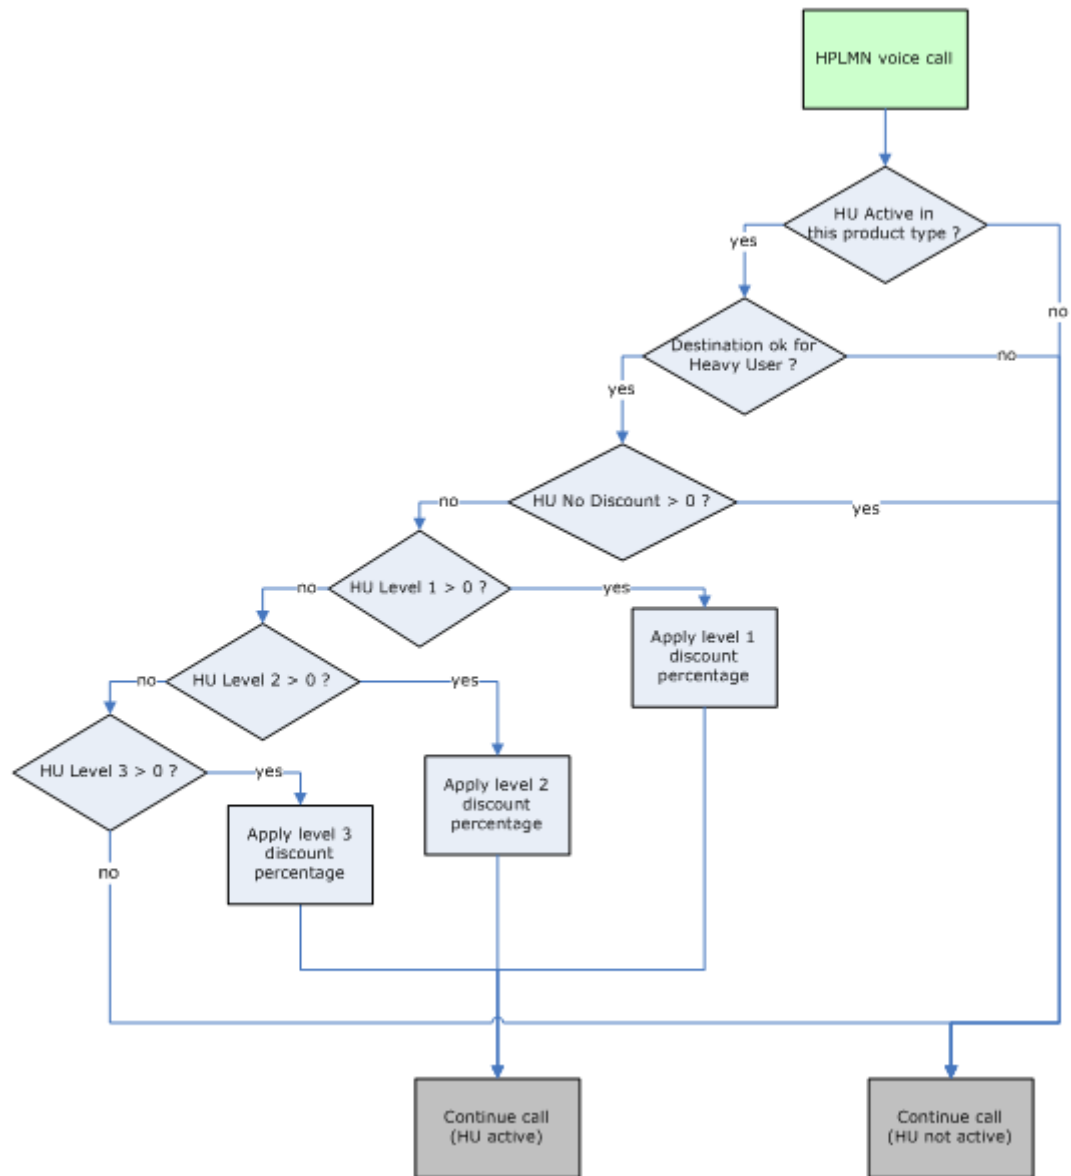 HPLMN voice call
HU Active in
this product type ?
yes
no
Destination ok for
Heavy User ?
no
yes
HU No Discount > 0 ?
no
yes
HU Level 1 > 0 ?
no
yes
Apply level 1
discount
percentage
HU Level 2 > 0 ?
no
yes
HU Level 3 > 0 ?
yes
Apply level 2
discount
percentage
Apply level 3
discount
percentage
no
Continue call
(HU active)
Continue call
(HU not active)